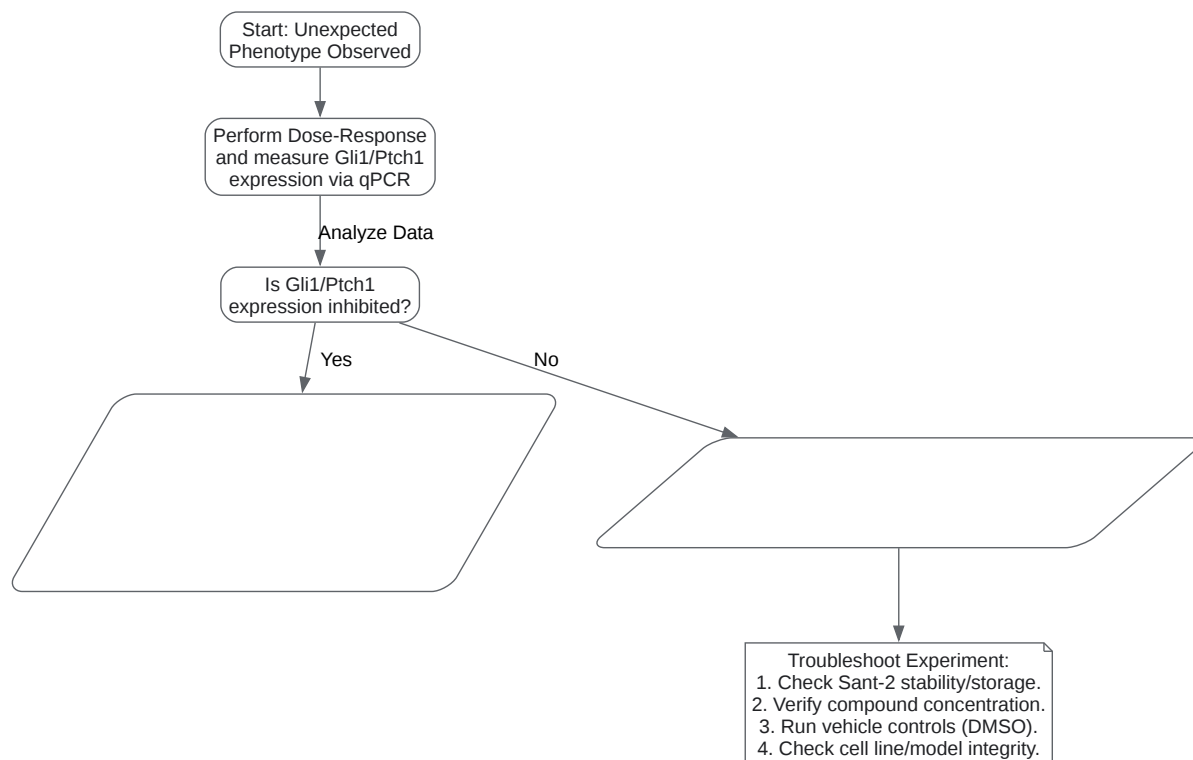 Start: Unexpected
Phenotype Observed
Perform Dose-Response
and measure Gli1/Ptch1
expression via qPCR
Analyze Data
Is Gli1/Ptch1
expression inhibited?
Yes
No
Troubleshoot Experiment:
1. Check Sant-2 stability/storage.
2. Verify compound concentration.
3. Run vehicle controls (DMSO).
4. Check cell line/model integrity.